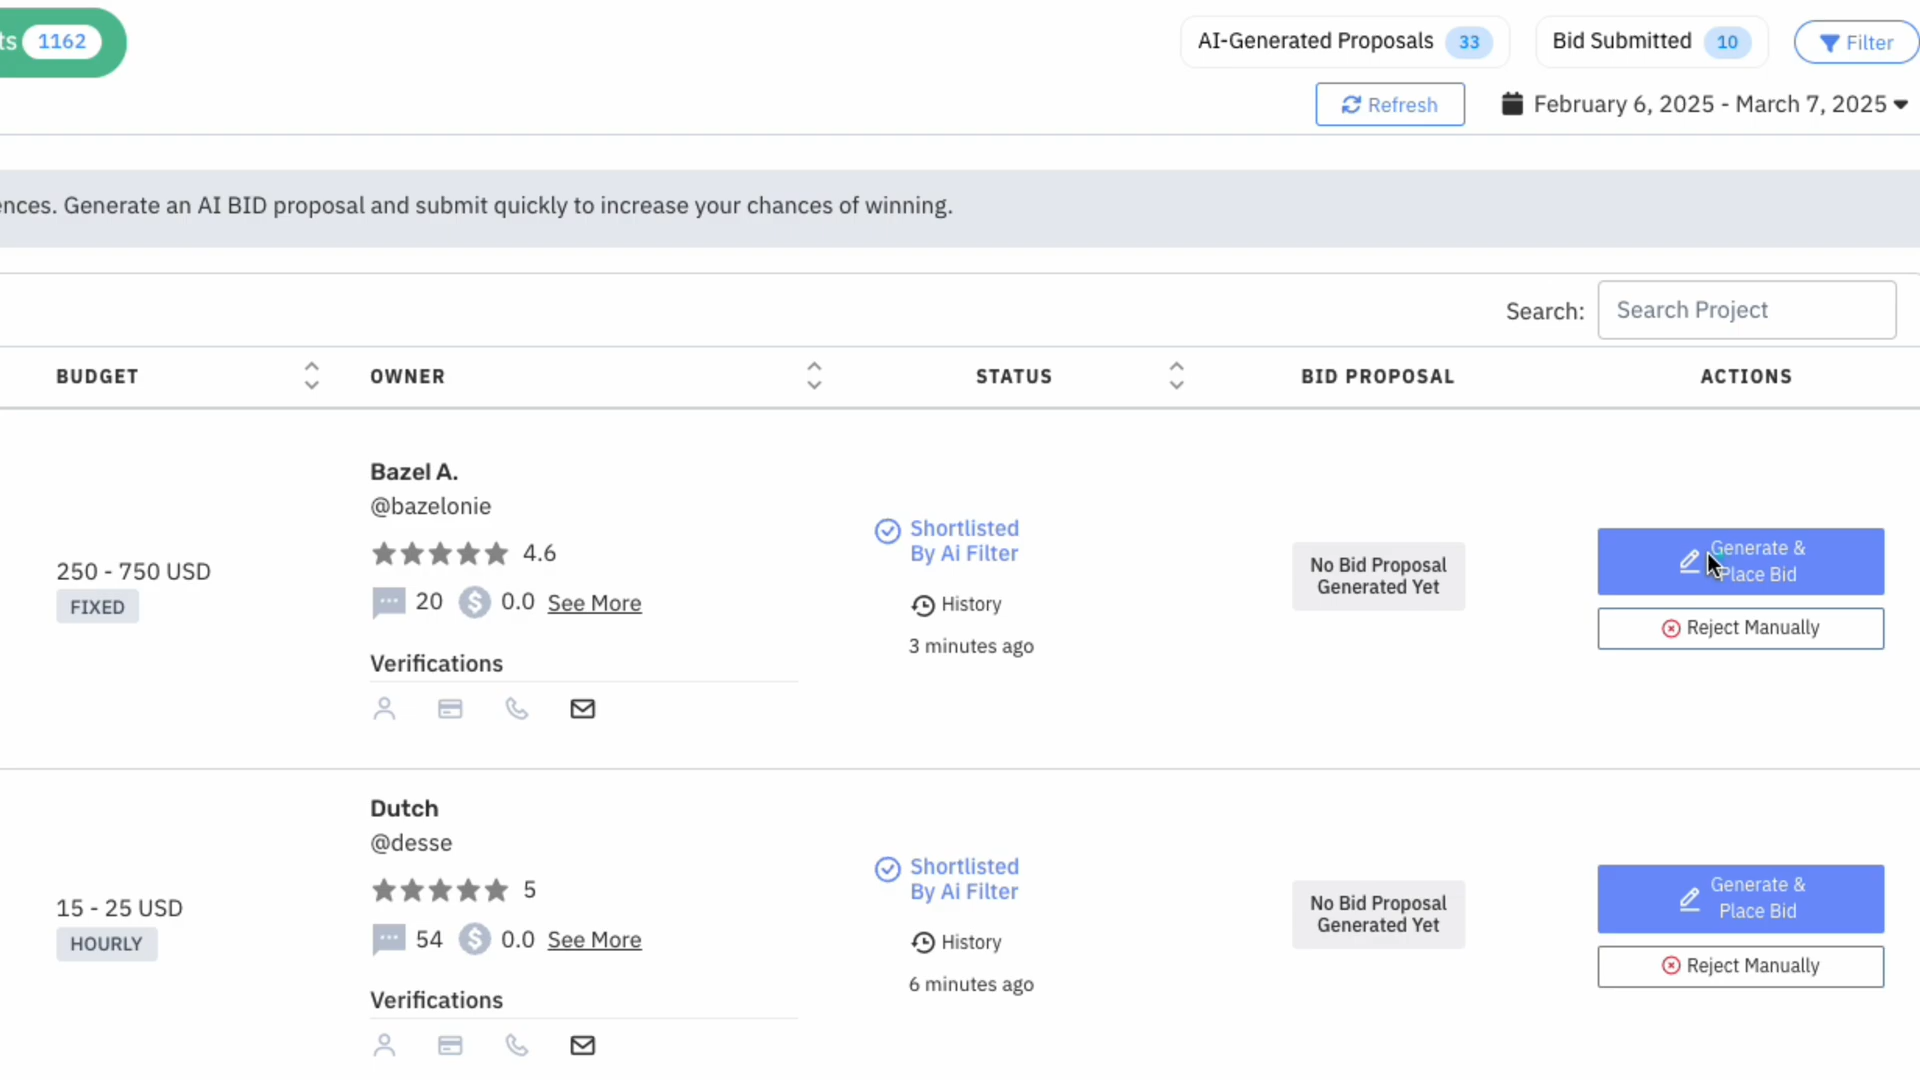 ts 1162
AI-Generated Proposals 33
Bid Submitted 10
Filter
Refresh
February 6, 2025 - March 7, 2025
ences. Generate an AI BID proposal and submit quickly to increase your chances of winning.
Search: Search Project
BUDGET OWNER STATUS BID PROPOSAL ACTIONS
250 - 750 USD
FIXED
Bazel A.
@bazelonie
4.6
20 0.0 See More
Verifications
Shortlisted
By Ai Filter
History
3 minutes ago
No Bid Proposal
Generated Yet
Generate &
Place Bid
Reject Manually
15 - 25 USD
HOURLY
Dutch
@desse
5
54 0.0 See More
Verifications
Shortlisted
By Ai Filter
History
6 minutes ago
No Bid Proposal
Generated Yet
Generate &
Place Bid
Reject Manually